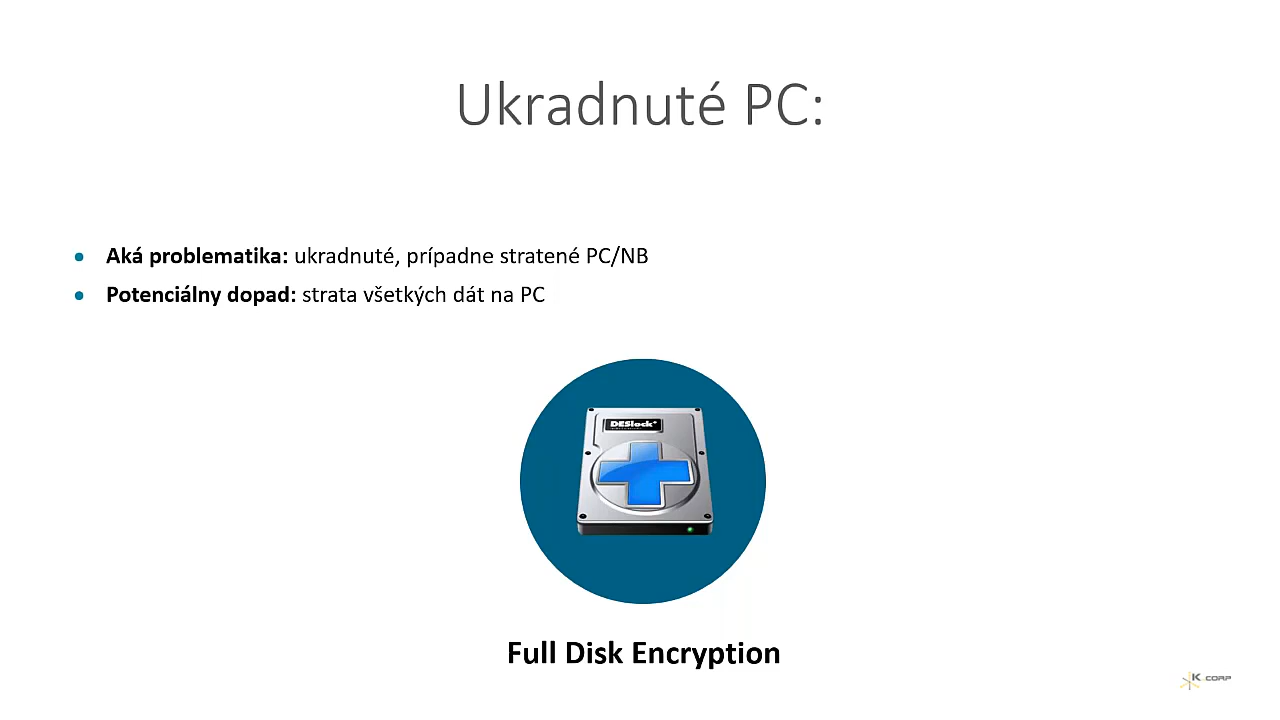 Ukradnuté PC:
Aká problematika: ukradnuté, prípadne stratené PC/NB
Potenciálny dopad: strata všetkých dát na PC
DESlock+
Full Disk Encryption
K CORP